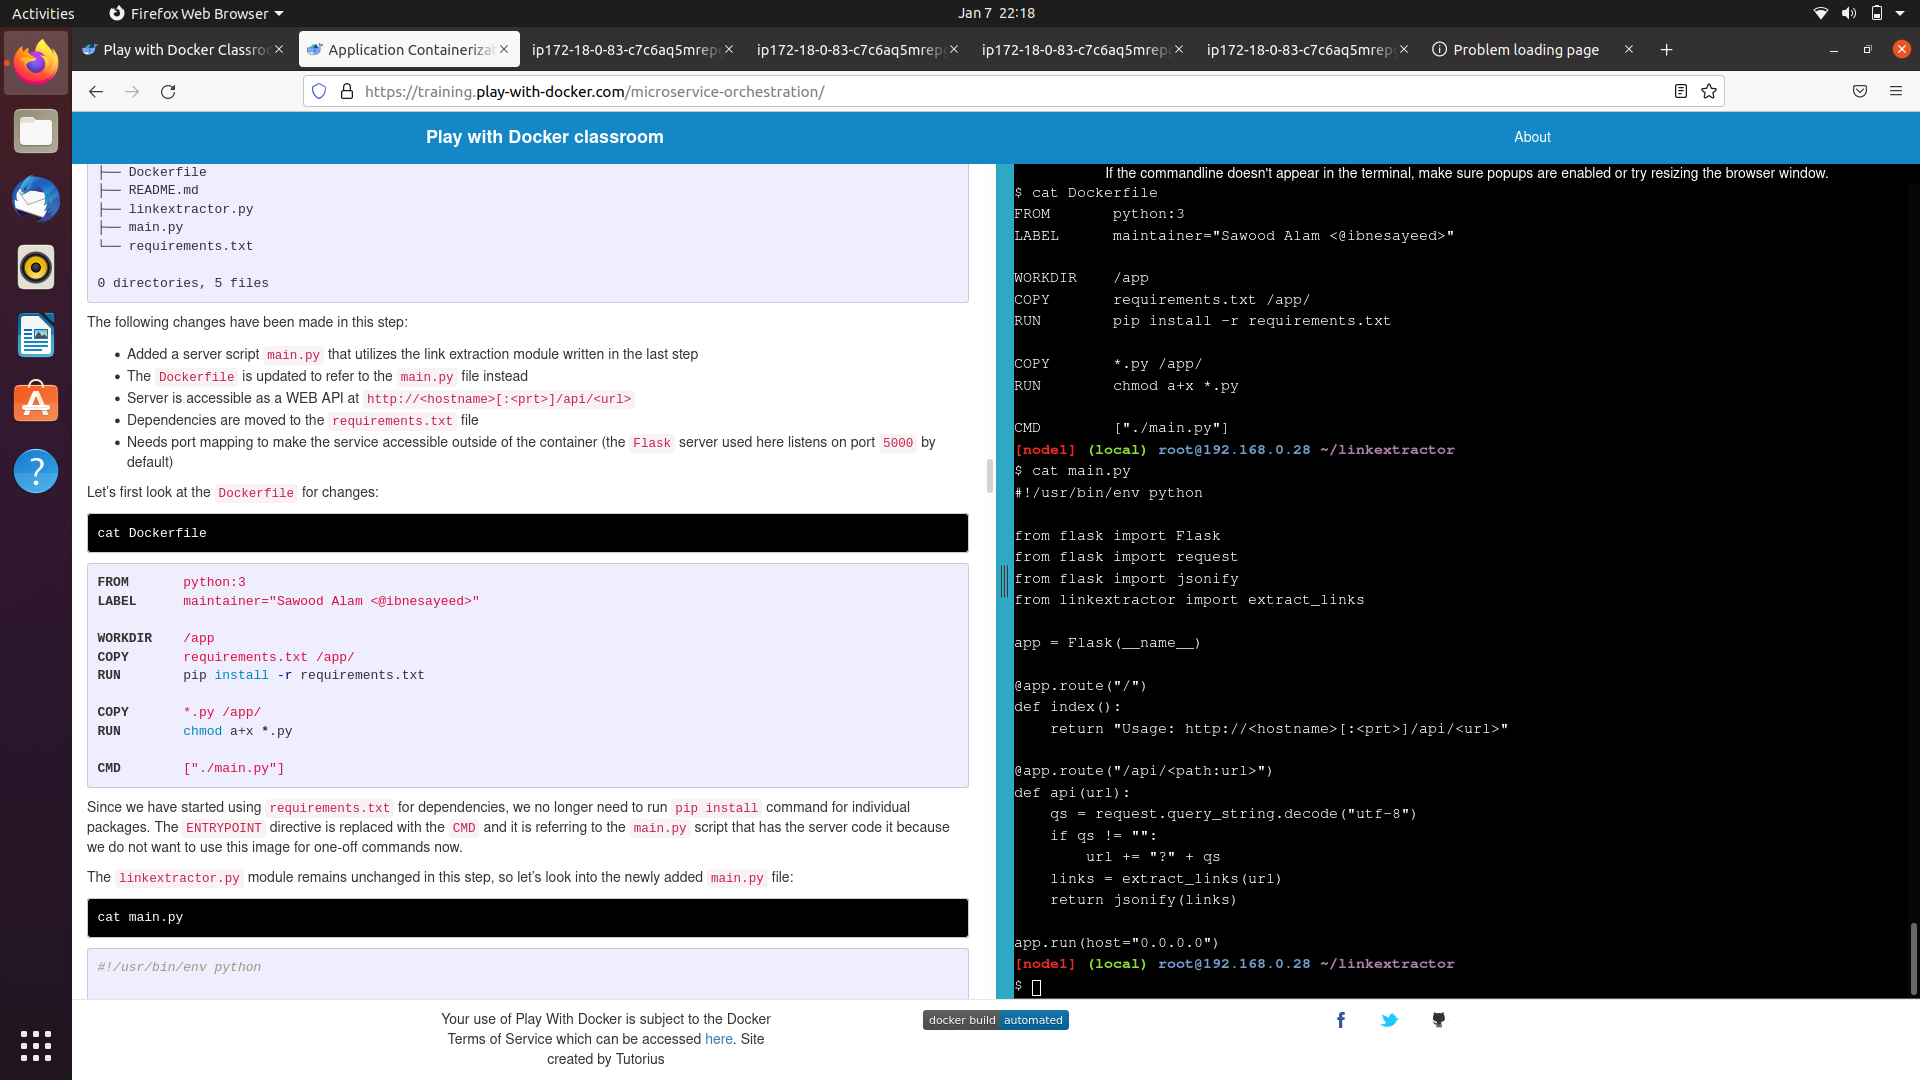 Activities
Firefox Web Browser
Jan 7 22:18
Play with Docker Classro
Application Containerizat
ip172-18-0-83-c7c6aq5mrep
ip172-18-0-83-c7c6aq5mrep
ip172-18-0-83-c7c6aq5mrep
ip172-18-0-83-c7c6aq5mrep
Problem loading page
https://training.play-with-docker.com/microservice-orchestration/
Play with Docker classroom
About
├── Dockerfile
├── README.md
├── linkextractor.py
├── main.py
└── requirements.txt
0 directories, 5 files
The following changes have been made in this step:
• Added a server script main.py that utilizes the link extraction module written in the last step
• The Dockerfile is updated to refer to the main.py file instead
• Server is accessible as a WEB API at http://<hostname>[:<prt>]/api/<url>
• Dependencies are moved to the requirements.txt file
• Needs port mapping to make the service accessible outside of the container (the Flask server used here listens on port 5000 by
default)
Let's first look at the Dockerfile for changes:
cat Dockerfile
FROM python:3
LABEL maintainer="Sawood Alam <@ibnesayeed>"
WORKDIR /app
COPY requirements.txt /app/
RUN pip install -r requirements.txt
COPY *.py /app/
RUN chmod a+x *.py
CMD ["./main.py"]
Since we have started using requirements.txt for dependencies, we no longer need to run pip install command for individual
packages. The ENTRYPOINT directive is replaced with the CMD and it is referring to the main.py script that has the server code it because
we do not want to use this image for one-off commands now.
The linkextractor.py module remains unchanged in this step, so let's look into the newly added main.py file:
cat main.py
#!/usr/bin/env python
If the commandline doesn't appear in the terminal, make sure popups are enabled or try resizing the browser window.
$ cat Dockerfile
FROM python:3
LABEL maintainer="Sawood Alam <@ibnesayeed>"
WORKDIR /app
COPY requirements.txt /app/
RUN pip install -r requirements.txt
COPY *.py /app/
RUN chmod a+x *.py
CMD ["./main.py"]
[node1] (local) root@192.168.0.28 ~/linkextractor
$ cat main.py
#!/usr/bin/env python
from flask import Flask
from flask import request
from flask import jsonify
from linkextractor import extract_links
app = Flask(__name__)
@app.route("/")
def index():
return "Usage: http://<hostname>[:<prt>]/api/<url>"
@app.route("/api/<path:url>")
def api(url):
qs = request.query_string.decode("utf-8")
if qs != "":
url += "?" + qs
links = extract_links(url)
return jsonify(links)
app.run(host="0.0.0.0")
[node1] (local) root@192.168.0.28 ~/linkextractor
$
Your use of Play With Docker is subject to the Docker
Terms of Service which can be accessed here. Site
created by Tutorius
docker build automated